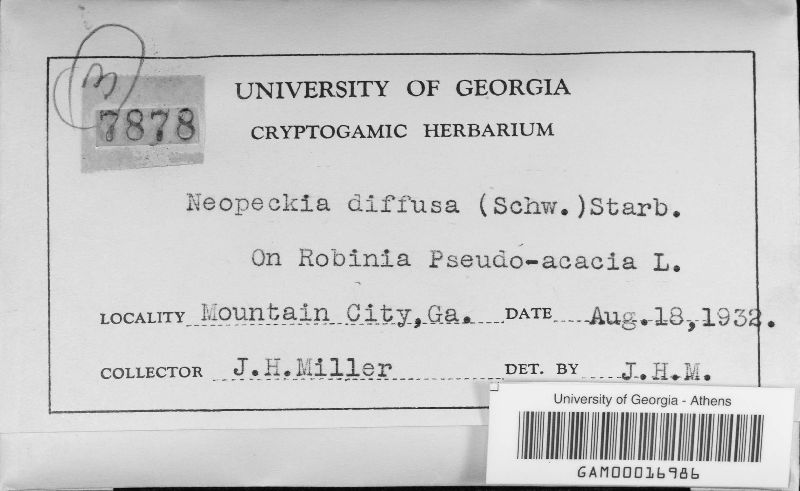 3
7878
UNIVERSITY OF GEORGIA
CRYPTOGAMIC HERBARIUM
Neopeckia diffusa (Schw.)Starb.
On Robinia Pseudo-acacia L.
LOCALITY Mountain City,Ga. DATE Aug.18,1932.
COLLECTOR J.H.Miller DET. BY J.H.M.
University of Georgia - Athens
GAM00016986